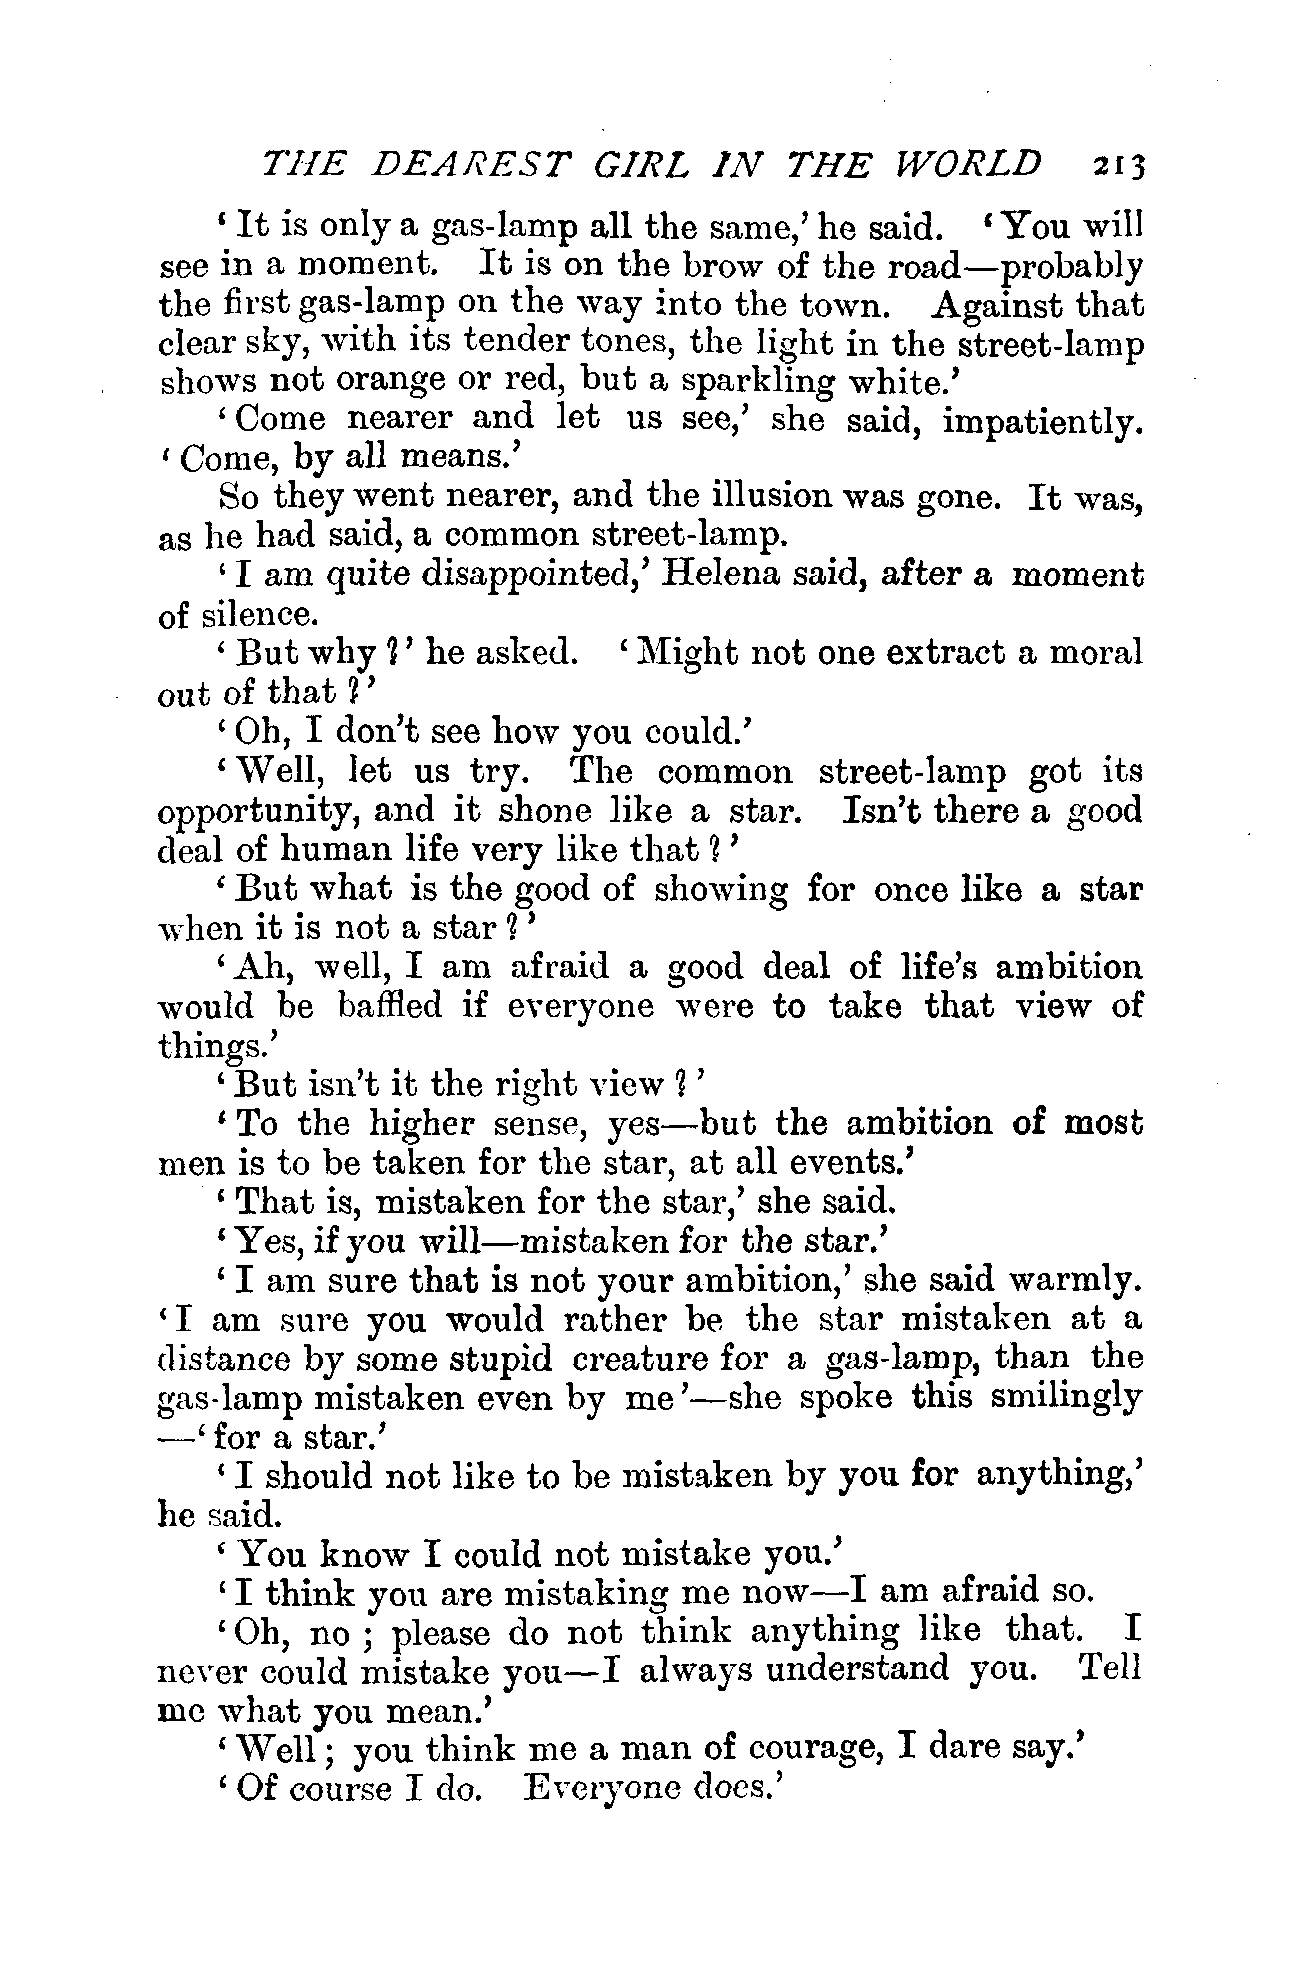 THE DEAREST GIRL IN THE WORLD 213
‘It is only a gas-lamp all the same,’ he said. ‘You will
see in a moment. It is on the brow of the road—probably
the first gas-lamp on the way into the town. Against that
clear sky, with its tender tones, the light in the street-lamp
shows not orange or red, but a sparkling white.’
‘Come nearer and let us see,’ she said, impatiently.
‘Come, by all means.’
So they went nearer, and the illusion was gone. It was,
as he had said, a common street-lamp.
‘I am quite disappointed,’ Helena said, after a moment
of silence.
‘But why?’ he asked. ‘Might not one extract a moral
out of that?’
‘Oh, I don’t see how you could.’
‘Well, let us try. The common street-lamp got its
opportunity, and it shone like a star. Isn’t there a good
deal of human life very like that?’
‘But what is the good of showing for once like a star
when it is not a star?’
‘Ah, well, I am afraid a good deal of life’s ambition
would be baffled if everyone were to take that view of
things.’
‘But isn’t it the right view?’
‘To the higher sense, yes—but the ambition of most
men is to be taken for the star, at all events.’
‘That is, mistaken for the star,’ she said.
‘Yes, if you will—mistaken for the star.’
‘I am sure that is not your ambition,’ she said warmly.
‘I am sure you would rather be the star mistaken at a
distance by some stupid creature for a gas-lamp, than the
gas-lamp mistaken even by me’—she spoke this smilingly
—‘for a star.’
‘I should not like to be mistaken by you for anything,’
he said.
‘You know I could not mistake you.’
‘I think you are mistaking me now—I am afraid so.
‘Oh, no; please do not think anything like that. I
never could mistake you—I always understand you. Tell
me what you mean.’
‘Well; you think me a man of courage, I dare say.’
‘Of course I do. Everyone does.’